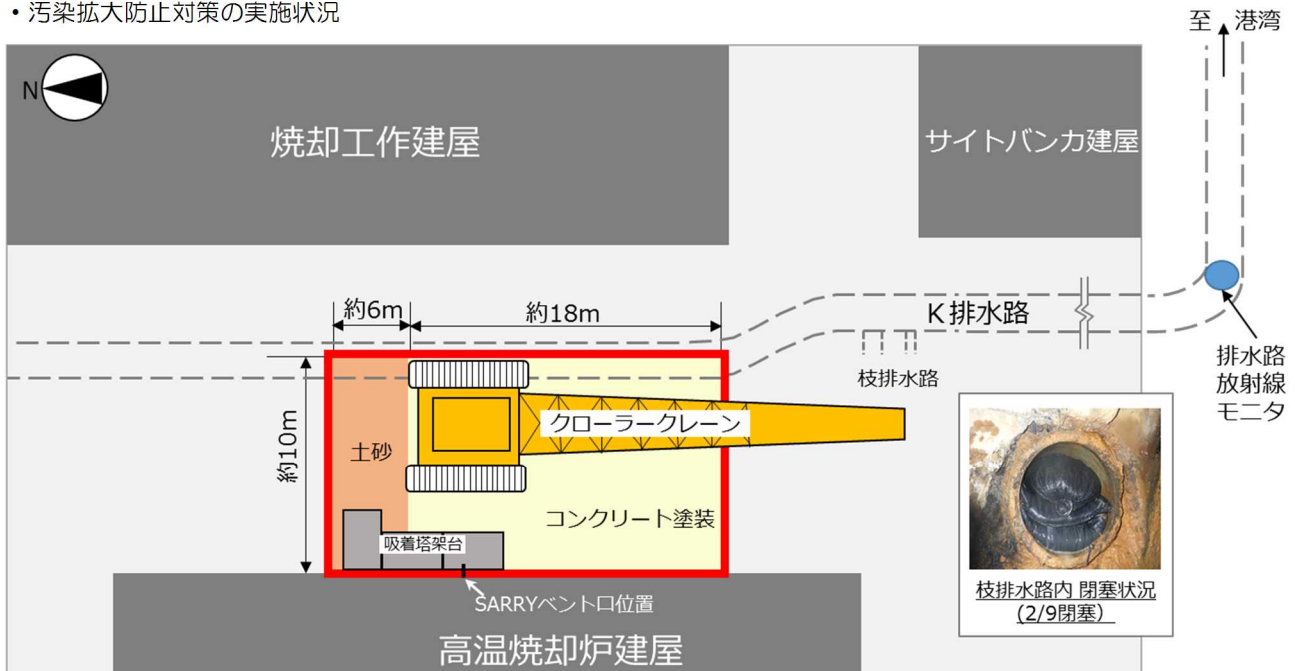 ・汚染拡大防止対策の実施状況
至 港湾
N
焼却工作建屋
サイトバンカ建屋
約6m
約18m
K排水路
枝排水路
排水路
放射線
モニタ
約10m
土砂
クローラークレーン
コンクリート塗装
吸着塔架台
SARRYベント口位置
高温焼却炉建屋
枝排水路内 閉塞状況
(2/9閉塞)